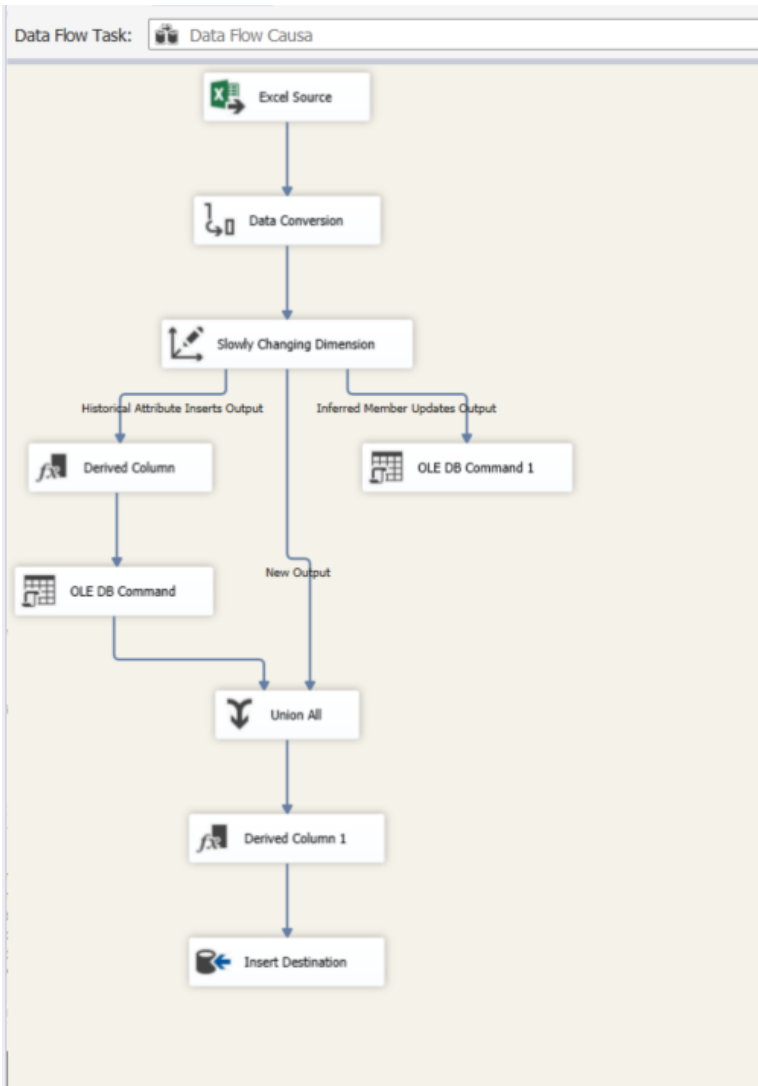 Data Flow Task: Data Flow Causa
Excel Source
Data Conversion
Slowly Changing Dimension
Historical Attribute Inserts Output
Inferred Member Updates Output
Derived Column
OLE DB Command 1
New Output
OLE DB Command
Union All
Derived Column 1
Insert Destination